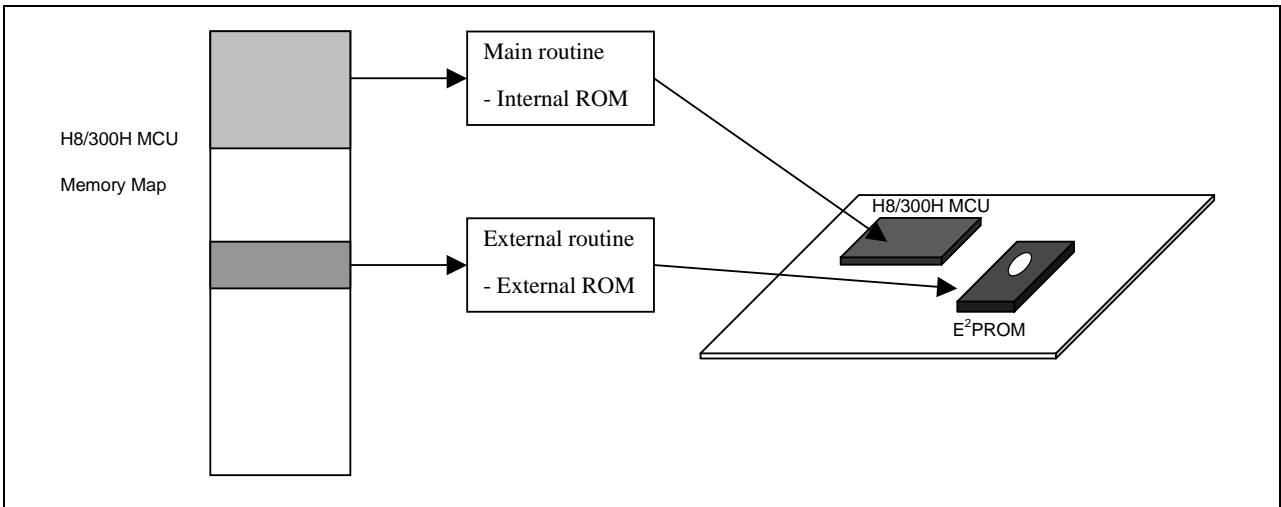 H8/300H MCU
Memory Map
Main routine
- Internal ROM
External routine
- External ROM
H8/300H MCU
E²PROM